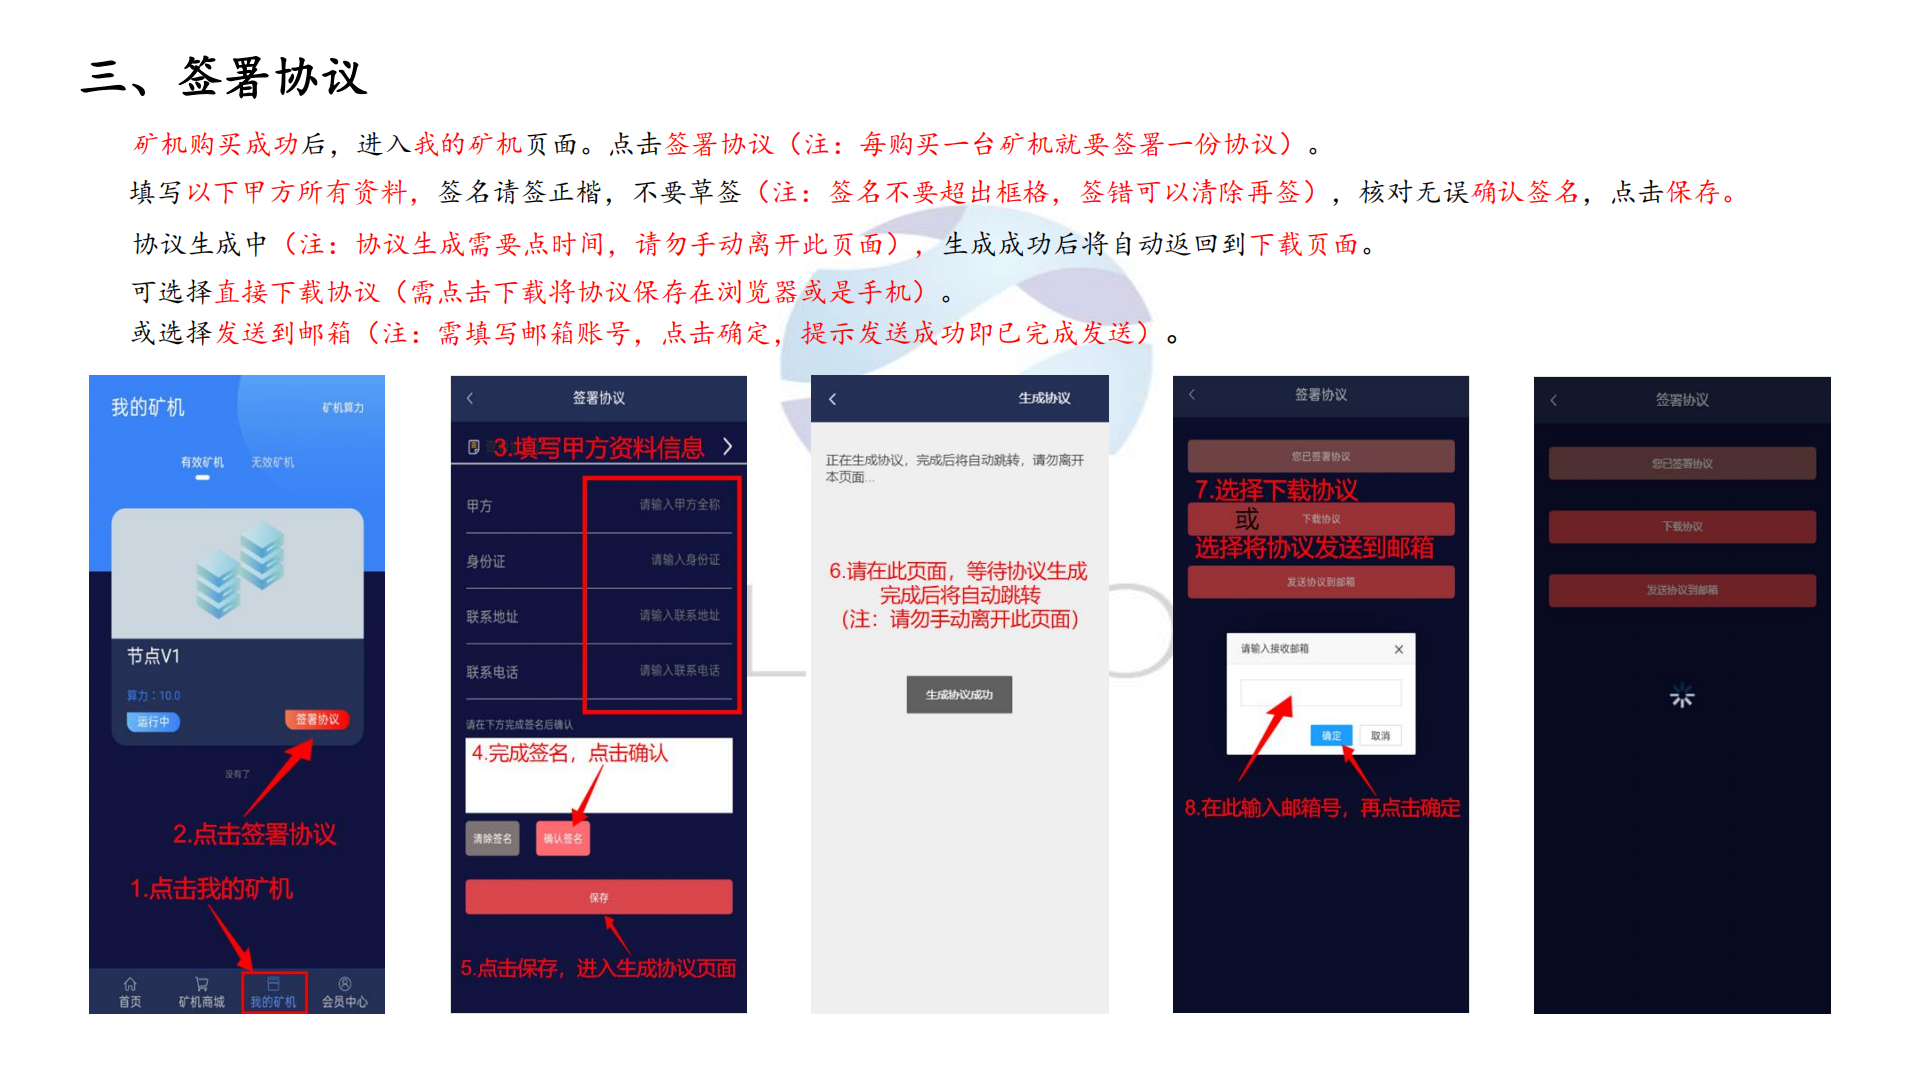 三、签署协议
矿机购买成功后，进入我的矿机页面。点击签署协议（注：每购买一台矿机就要签署一份协议）。
填写以下甲方所有资料，签名请签正楷，不要草签（注：签名不要超出框格，签错可以清除再签），核对无误确认签名，点击保存。
协议生成中（注：协议生成需要点时间，请勿手动离开此页面），生成成功后将自动返回到下载页面。
可选择直接下载协议（需点击下载将协议保存在浏览器或是手机）。
或选择发送到邮箱（注：需填写邮箱账号，点击确定，提示发送成功即已完成发送）。
我的矿机
矿机算力
有效矿机
无效矿机
节点V1
算力：10.0
运行中
签署协议
没有了
2.点击签署协议
1.点击我的矿机
首页
矿机商城
我的矿机
会员中心
签署协议
3.填写甲方资料信息
甲方
请输入甲方全称
身份证
请输入身份证
联系地址
请输入联系地址
联系电话
请输入联系电话
请在下方完成签名后确认
4.完成签名，点击确认
清除签名
确认签名
保存
5.点击保存，进入生成协议页面
生成协议
正在生成协议，完成后将自动跳转，请勿离开
本页面...
6.请在此页面，等待协议生成
完成后将自动跳转
（注：请勿手动离开此页面）
生成协议成功
签署协议
您已签署协议
7.选择下载协议
或
下载协议
选择将协议发送到邮箱
发送协议到邮箱
请输入接收邮箱
确定
取消
8.在此输入邮箱号，再点击确定
签署协议
您已签署协议
下载协议
发送协议到邮箱